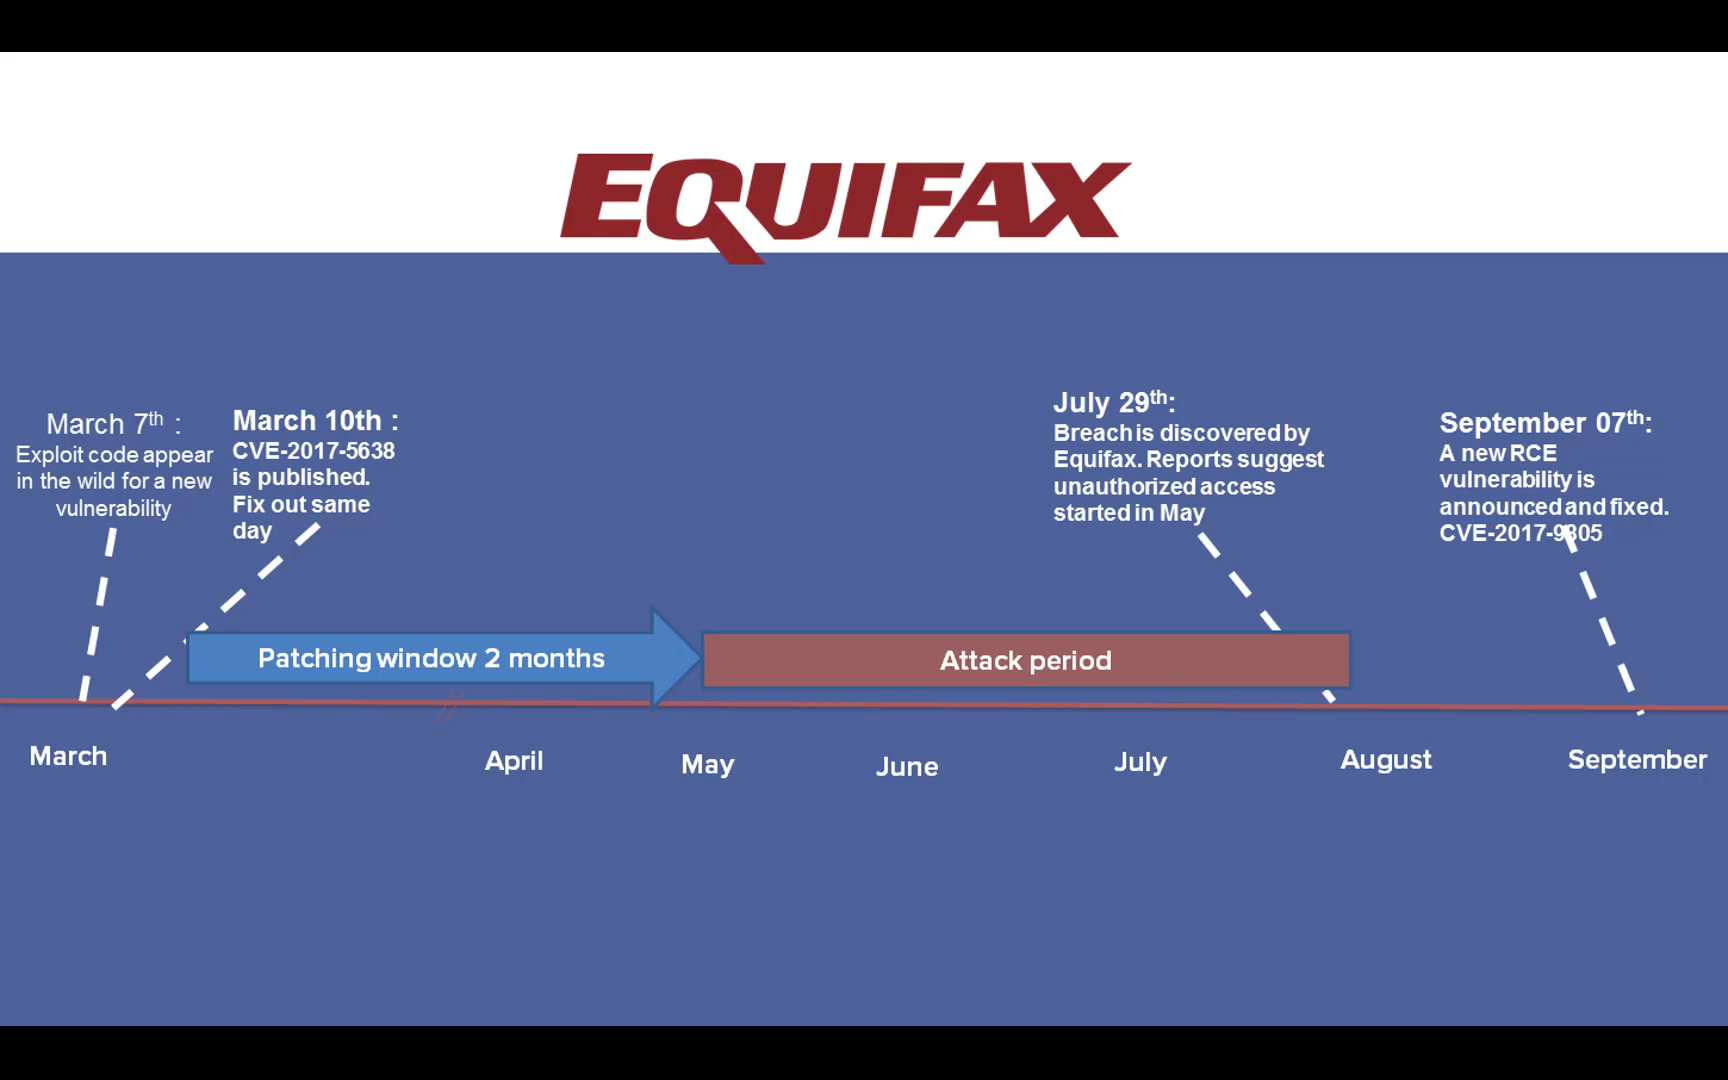 EQUIFAX
March 7th :
Exploit code appear
in the wild for a new
vulnerability
March 10th :
CVE-2017-5638
is published.
Fix out same
day
July 29th:
Breach is discovered by
Equifax. Reports suggest
unauthorized access
started in May
September 07th:
A new RCE
vulnerability is
announced and fixed.
CVE-2017-9805
Patching window 2 months
Attack period
March
April
May
June
July
August
September